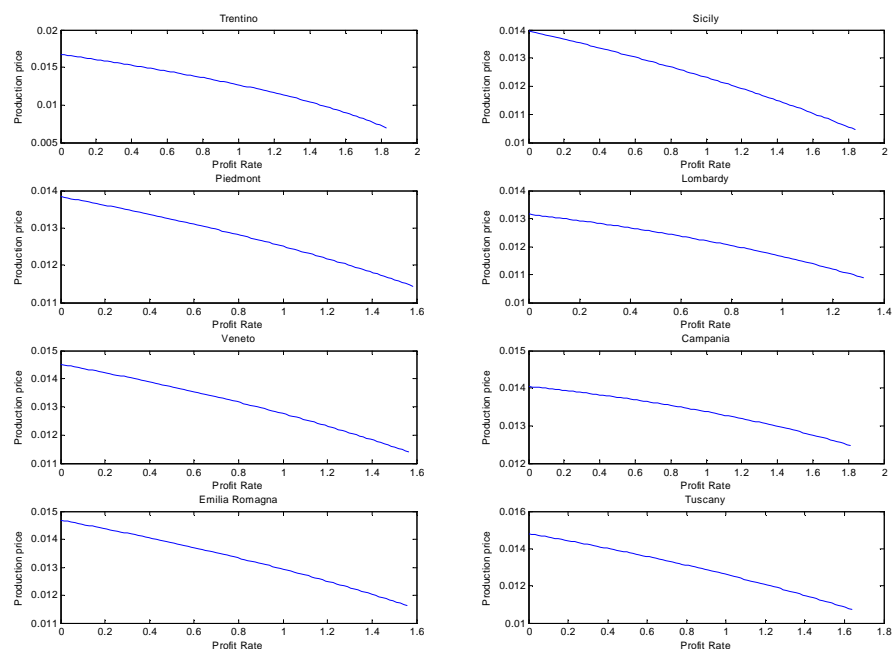 Trentino
0.02
0.015
0.01
0.005
Production price
0 0.2 0.4 0.6 0.8 1 1.2 1.4 1.6 1.8 2
Profit Rate
Sicily
0.014
0.013
0.012
0.011
0.01
Production price
0 0.2 0.4 0.6 0.8 1 1.2 1.4 1.6 1.8 2
Profit Rate
Piedmont
0.014
0.013
0.012
0.011
Production price
0 0.2 0.4 0.6 0.8 1 1.2 1.4 1.6
Profit Rate
Lombardy
0.014
0.013
0.012
0.011
0.01
Production price
0 0.2 0.4 0.6 0.8 1 1.2 1.4
Profit Rate
Veneto
0.015
0.014
0.013
0.012
0.011
Production price
0 0.2 0.4 0.6 0.8 1 1.2 1.4 1.6
Profit Rate
Campania
0.015
0.014
0.013
0.012
Production price
0 0.2 0.4 0.6 0.8 1 1.2 1.4 1.6 1.8 2
Profit Rate
Emilia Romagna
0.015
0.014
0.013
0.012
0.011
Production price
0 0.2 0.4 0.6 0.8 1 1.2 1.4 1.6
Profit Rate
Tuscany
0.016
0.014
0.012
0.01
Production price
0 0.2 0.4 0.6 0.8 1 1.2 1.4 1.6 1.8
Profit Rate